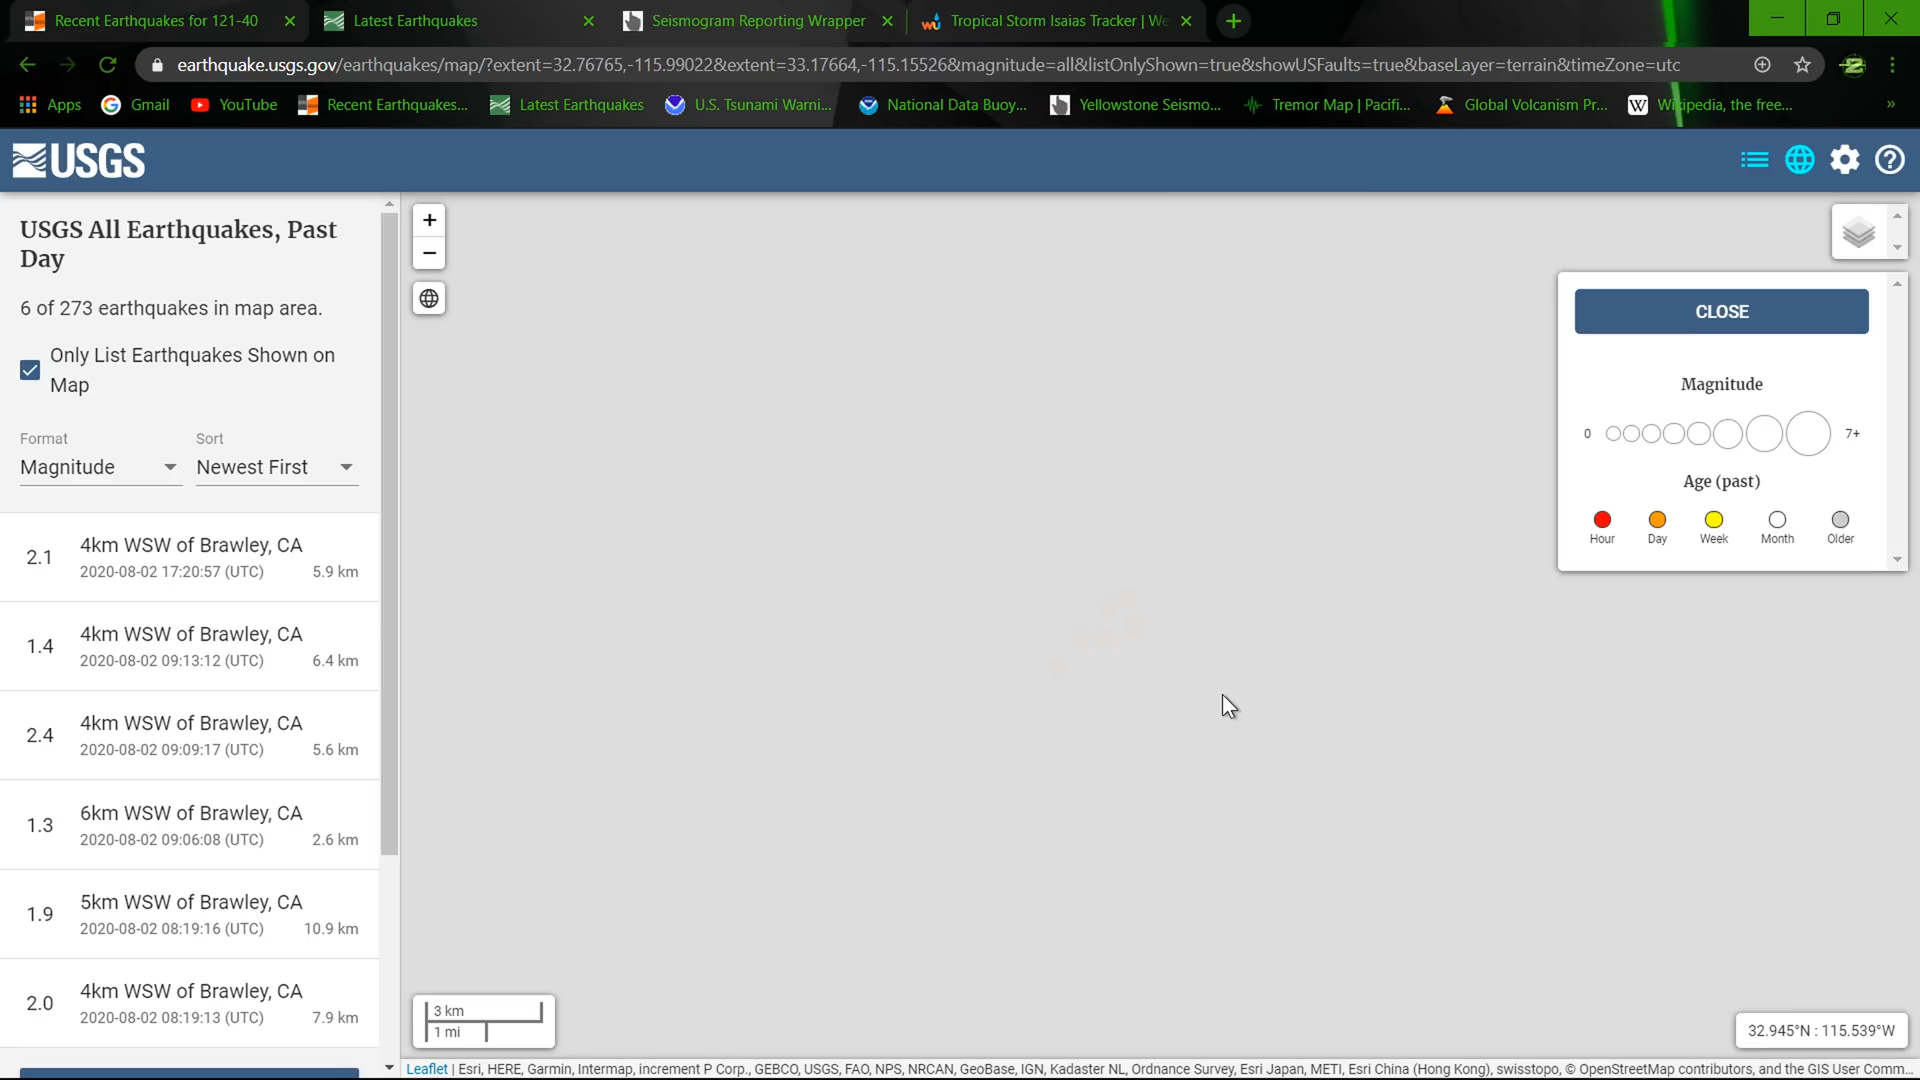 Recent Earthquakes for 121-40
Latest Earthquakes
Seismogram Reporting Wrapper
Tropical Storm Isaias Tracker | We
earthquake.usgs.gov/earthquakes/map/?extent=32.76765,-115.99022&extent=33.17664,-115.15526&magnitude=all&listOnlyShown=true&showUSFaults=true&baseLayer=terrain&timeZone=utc
Apps
Gmail
YouTube
Recent Earthquakes...
Latest Earthquakes
U.S. Tsunami Warni...
National Data Buoy...
Yellowstone Seismo...
Tremor Map | Pacifi...
Global Volcanism Pr...
Wikipedia, the free...
»
USGS
USGS All Earthquakes, Past
Day
6 of 273 earthquakes in map area.
Only List Earthquakes Shown on
Map
Format
Sort
Magnitude
Newest First
2.1
4km WSW of Brawley, CA
2020-08-02 17:20:57 (UTC) 5.9 km
1.4
4km WSW of Brawley, CA
2020-08-02 09:13:12 (UTC) 6.4 km
2.4
4km WSW of Brawley, CA
2020-08-02 09:09:17 (UTC) 5.6 km
1.3
6km WSW of Brawley, CA
2020-08-02 09:06:08 (UTC) 2.6 km
1.9
5km WSW of Brawley, CA
2020-08-02 08:19:16 (UTC) 10.9 km
2.0
4km WSW of Brawley, CA
2020-08-02 08:19:13 (UTC) 7.9 km
+
−
CLOSE
Magnitude
0 7+
Age (past)
Hour Day Week Month Older
3 km
1 mi
32.945°N : 115.539°W
Leaflet | Esri, HERE, Garmin, Intermap, increment P Corp., GEBCO, USGS, FAO, NPS, NRCAN, GeoBase, IGN, Kadaster NL, Ordnance Survey, Esri Japan, METI, Esri China (Hong Kong), swisstopo, © OpenStreetMap contributors, and the GIS User Comm...